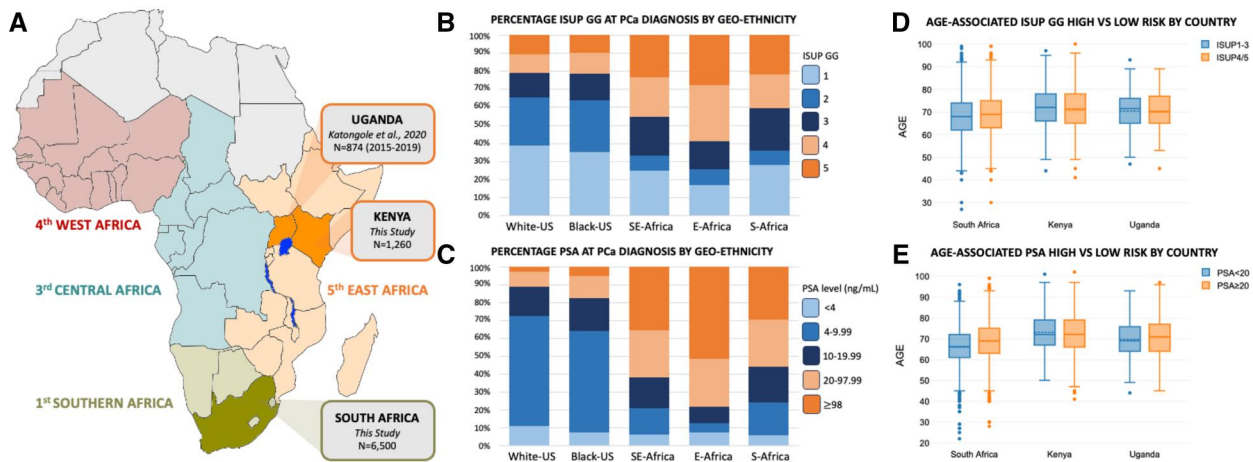 A
UGANDA
Katongole et al., 2020
N=874 (2015-2019)
KENYA
This Study
N=1,260
4th WEST AFRICA
3rd CENTRAL AFRICA
5th EAST AFRICA
1st SOUTHERN AFRICA
SOUTH AFRICA
This Study
N=6,500
B
PERCENTAGE ISUP GG AT PCa DIAGNOSIS BY GEO-ETHNICITY
100%
90%
80%
70%
60%
50%
40%
30%
20%
10%
0%
White-US Black-US SE-Africa E-Africa S-Africa
ISUP GG
1
2
3
4
5
C
PERCENTAGE PSA AT PCa DIAGNOSIS BY GEO-ETHNICITY
100%
90%
80%
70%
60%
50%
40%
30%
20%
10%
0%
White-US Black-US SE-Africa E-Africa S-Africa
PSA level (ng/mL)
<4
4-9.99
10-19.99
20-97.99
≥98
D
AGE-ASSOCIATED ISUP GG HIGH VS LOW RISK BY COUNTRY
ISUP1-3
ISUP4/5
AGE
100
90
80
70
60
50
40
30
South Africa Kenya Uganda
E
AGE-ASSOCIATED PSA HIGH VS LOW RISK BY COUNTRY
PSA<20
PSA≥20
AGE
100
90
80
70
60
50
40
30
20
South Africa Kenya Uganda